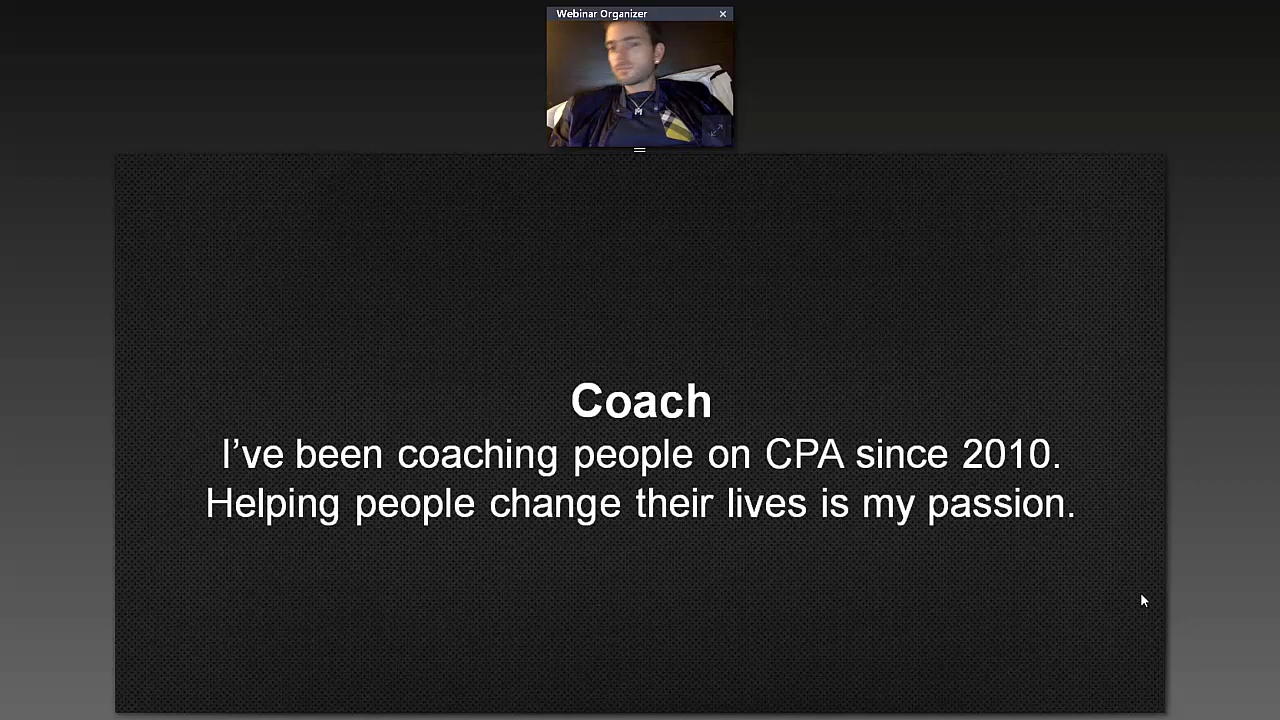 Webinar Organizer
Coach
I’ve been coaching people on CPA since 2010.
Helping people change their lives is my passion.